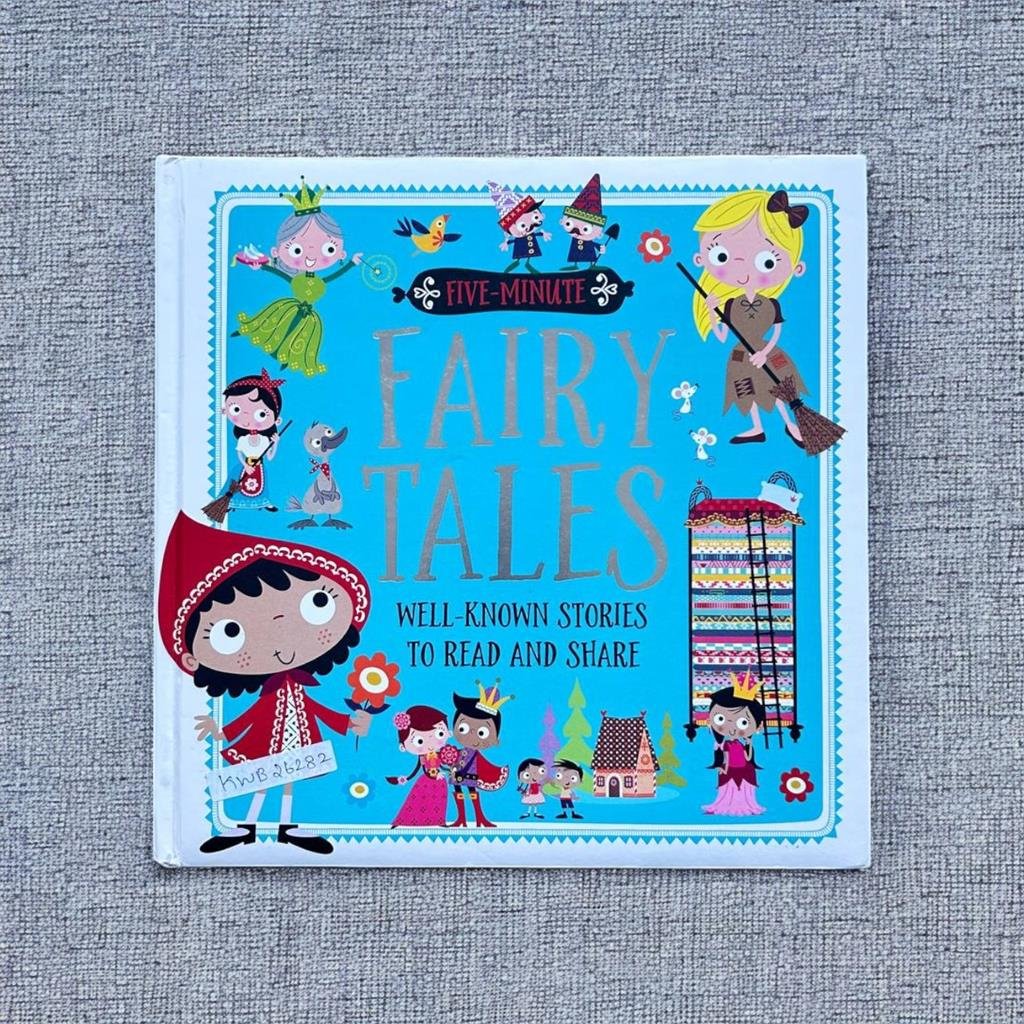 FIVE-MINUTE
FAIRY
TALES
WELL-KNOWN STORIES
TO READ AND SHARE
KWB 26282